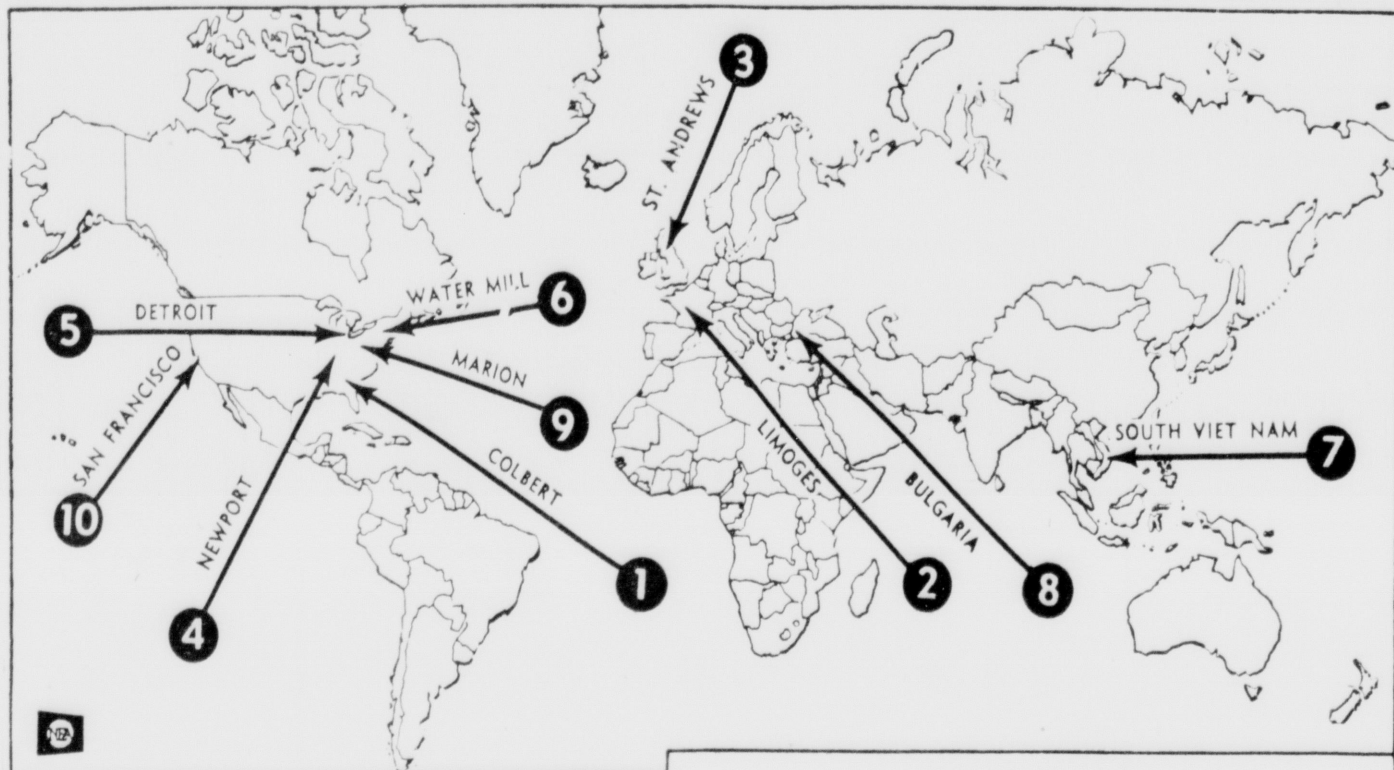 3
ST. ANDREWS
WATER MILL
6
5
DETROIT
MARION
9
SAN FRANCISCO
10
COLBERT
1
NEWPORT
4
LIMOGES
2
BULGARIA
8
SOUTH VIET NAM
7
NEA